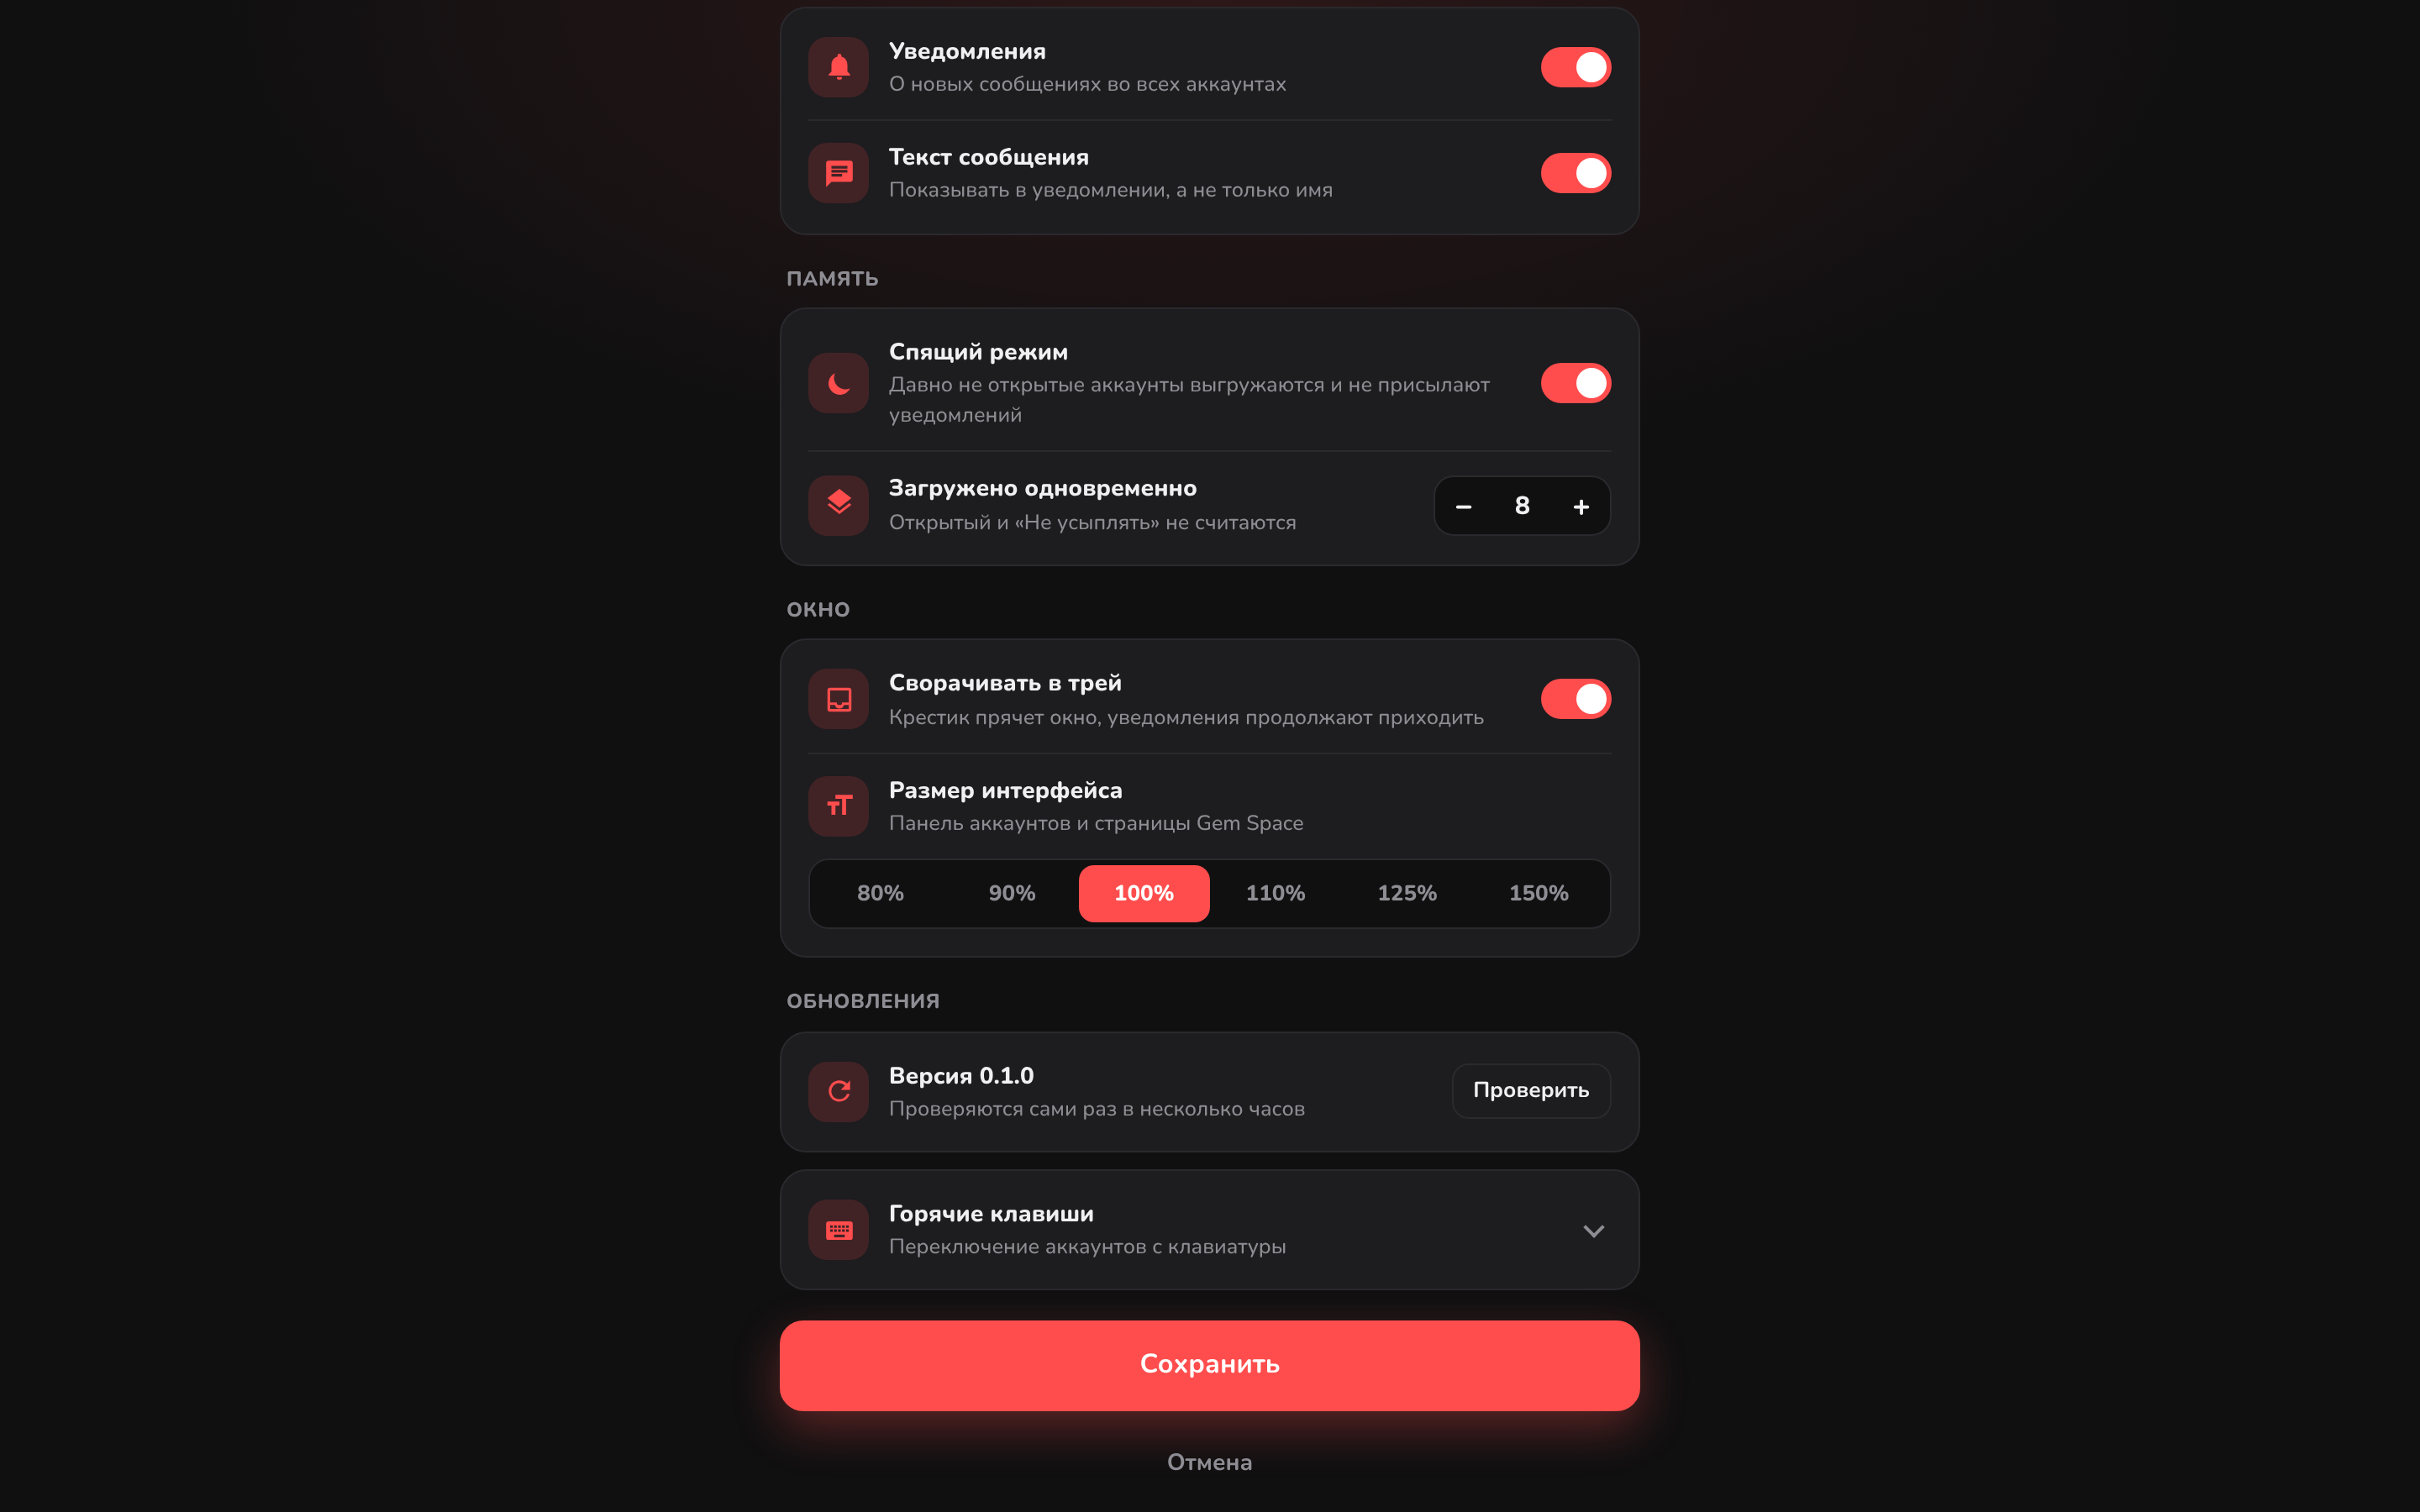 Уведомления
О новых сообщениях во всех аккаунтах
Текст сообщения
Показывать в уведомлении, а не только имя
ПАМЯТЬ
Спящий режим
Давно не открытые аккаунты выгружаются и не присылают
уведомлений
Загружено одновременно
Открытый и «Не усыплять» не считаются
− 8 +
ОКНО
Сворачивать в трей
Крестик прячет окно, уведомления продолжают приходить
Размер интерфейса
Панель аккаунтов и страницы Gem Space
80% 90% 100% 110% 125% 150%
ОБНОВЛЕНИЯ
Версия 0.1.0
Проверяются сами раз в несколько часов
Проверить
Горячие клавиши
Переключение аккаунтов с клавиатуры
Сохранить
Отмена